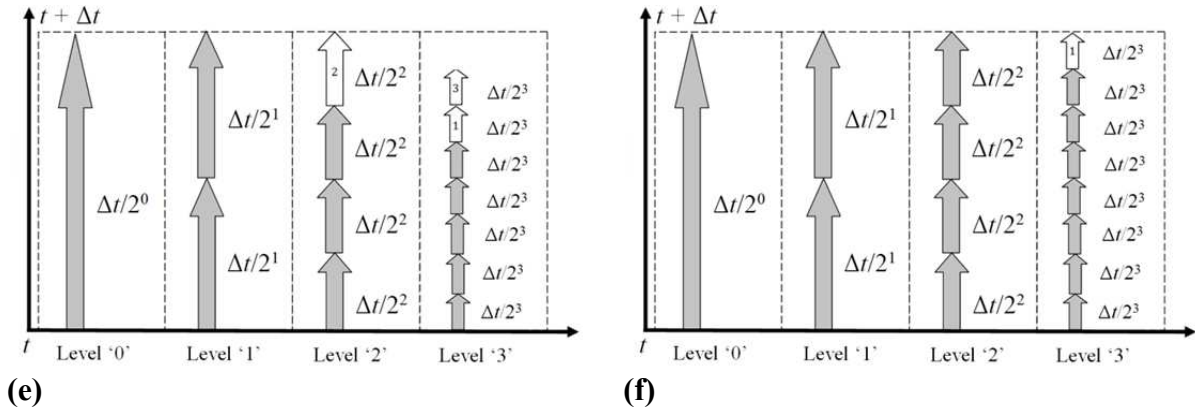 t + Δt
2
Δt/2²
3
Δt/2³
Δt/2¹
1
Δt/2³
Δt/2²
Δt/2³
Δt/2⁰
Δt/2³
Δt/2²
Δt/2³
Δt/2¹
Δt/2³
Δt/2²
Δt/2³
t
Level ‘0’
Level ‘1’
Level ‘2’
Level ‘3’
(e)
t + Δt
1
Δt/2³
Δt/2²
Δt/2³
Δt/2¹
Δt/2³
Δt/2²
Δt/2³
Δt/2⁰
Δt/2³
Δt/2²
Δt/2³
Δt/2¹
Δt/2³
Δt/2²
Δt/2³
t
Level ‘0’
Level ‘1’
Level ‘2’
Level ‘3’
(f)